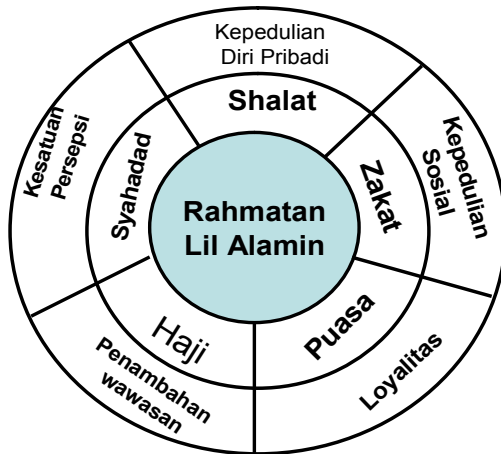 Kepedulian
Diri Pribadi
Shalat
Kepedulian
Sosial
Zakat
Loyalitas
Puasa
Penambahan
wawasan
Haji
Kesatuan
Persepsi
Syahadad
Rahmatan
Lil Alamin